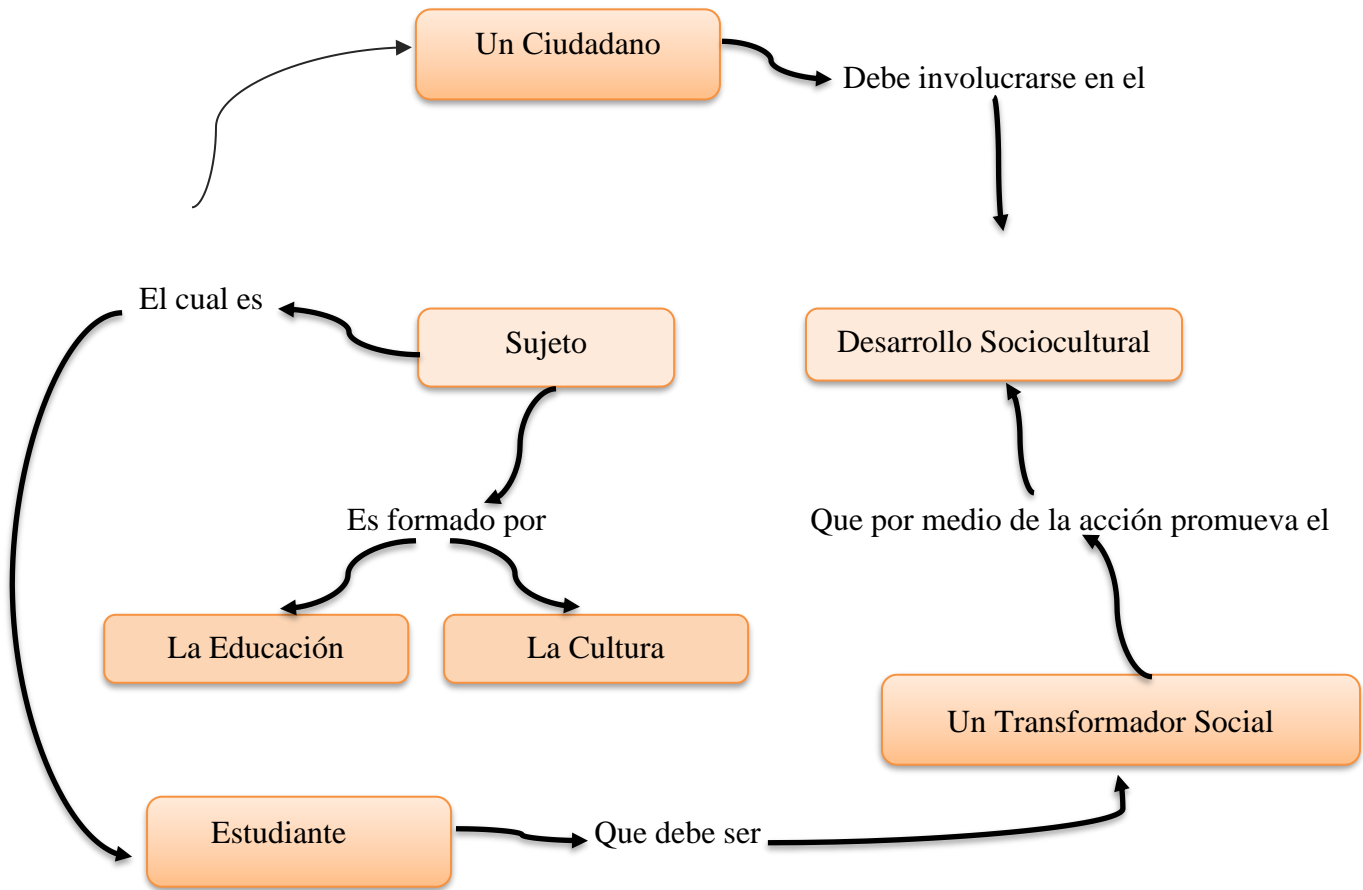 Un Ciudadano
Debe involucrarse en el
El cual es
Sujeto
Desarrollo Sociocultural
Es formado por
Que por medio de la acción promueva el
La Educación
La Cultura
Un Transformador Social
Estudiante
Que debe ser